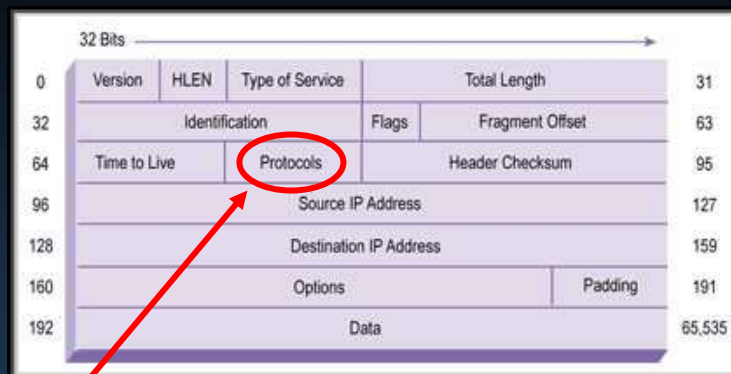 32 Bits
0 Version HLEN Type of Service Total Length 31
32 Identification Flags Fragment Offset 63
64 Time to Live Protocols Header Checksum 95
96 Source IP Address 127
128 Destination IP Address 159
160 Options Padding 191
192 Data 65,535